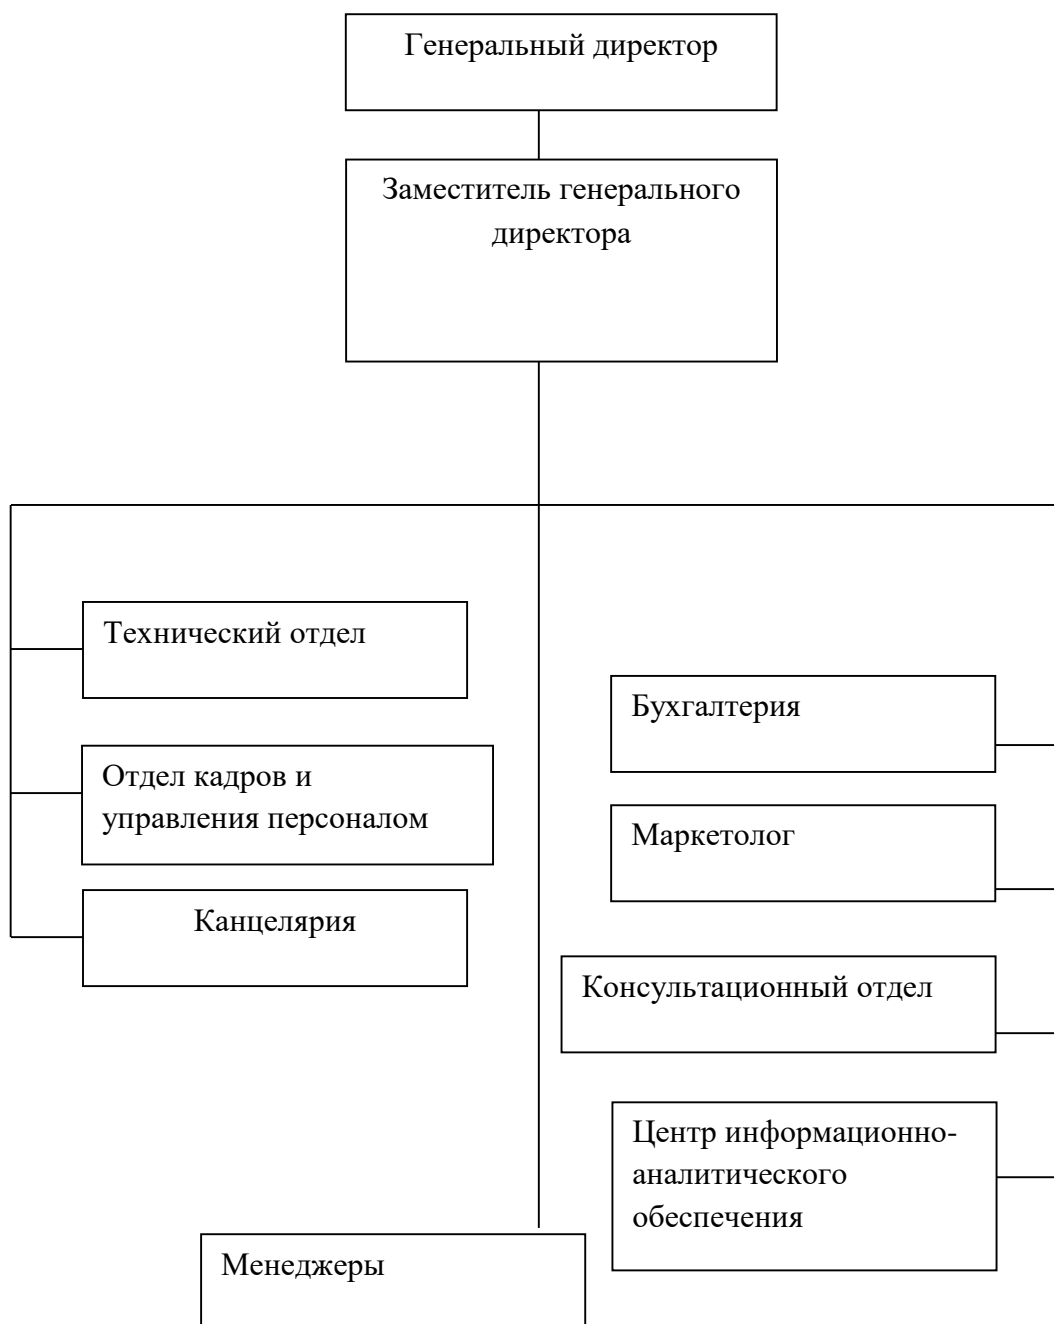 Генеральный директор
Заместитель генерального
директора
Технический отдел
Отдел кадров и
управления персоналом
Канцелярия
Бухгалтерия
Маркетолог
Консультационный отдел
Центр информационно-
аналитического
обеспечения
Менеджеры